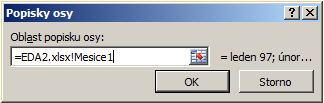 Popisky osy
Oblast popisku osy:
=EDA2.xlsx!Mesice1 = leden 97; únor...
OK Storno